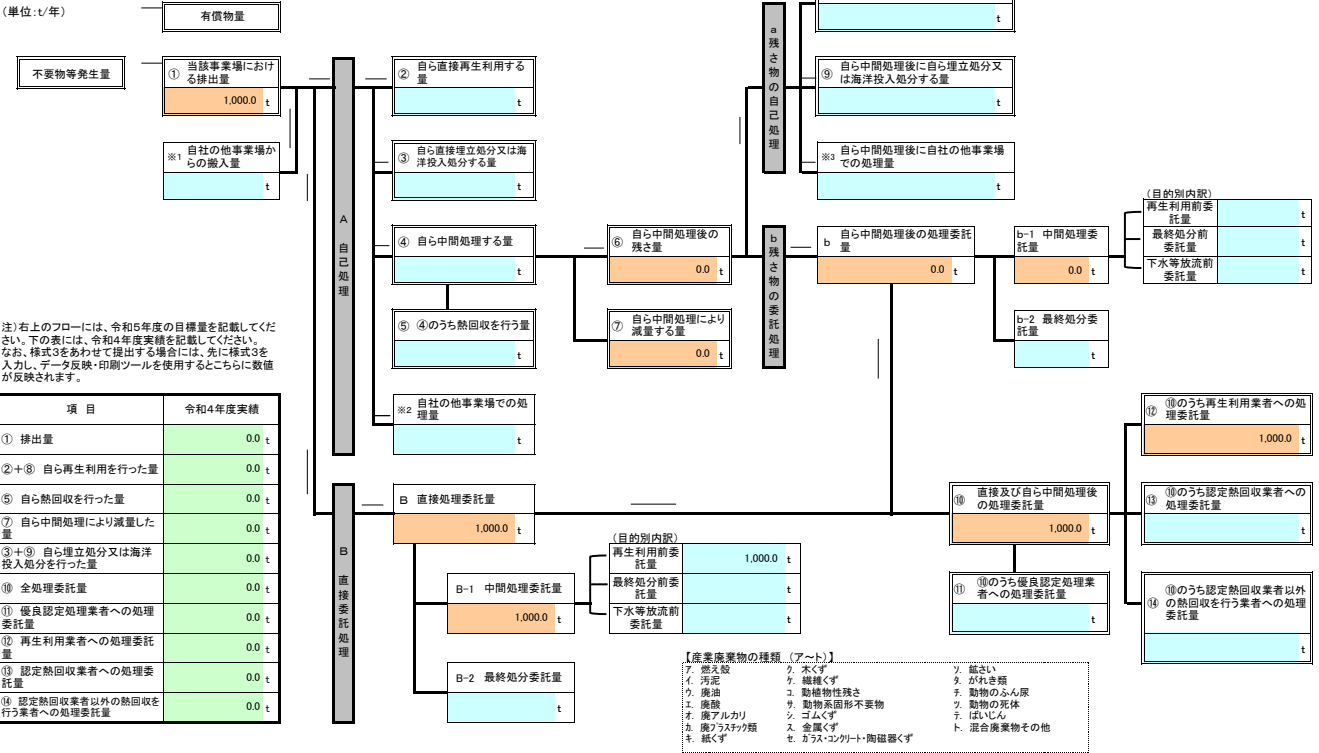 (単位:t/年)
有償物量
t
不要物等発生量
① 当該事業場におけ
る排出量
1,000.0 t
※1 自社の他事業場か
らの搬入量
t
A 自己処理
② 自ら直接再生利用する
量
t
③ 自ら直接埋立処分又は海
洋投入処分する量
t
④ 自ら中間処理する量
t
⑤ ④のうち熱回収を行う量
t
※2 自社の他事業場での処
理量
t
⑥ 自ら中間処理後の
残さ量
0.0 t
⑦ 自ら中間処理により
減量する量
0.0 t
a 残さ物の自己処理
⑨ 自ら中間処理後に自ら埋立処分又
は海洋投入処分する量
t
※3 自ら中間処理後に自社の他事業場
での処理量
t
b 残さ物の委託処理
b 自ら中間処理後の処理委託
量
0.0 t
b-1 中間処理委
託量
0.0 t
(目的別内訳)
再生利用前委
託量
t
最終処分前
委託量
t
下水等放流前
委託量
t
b-2 最終処分委
託量
t
注)右上のフローには、令和5年度の目標量を記載してくだ
さい。下の表には、令和4年度実績を記載してください。
なお、様式3をあわせて提出する場合には、先に様式3を
入力し、データ反映・印刷ツールを使用するとこちらに数値
が反映されます。
項 目 令和4年度実績
① 排出量 0.0 t
②+⑧ 自ら再生利用を行った量 0.0 t
⑤ 自ら熱回収を行った量 0.0 t
⑦ 自ら中間処理により減量した
量 0.0 t
③+⑨ 自ら埋立処分又は海洋
投入処分を行った量 0.0 t
⑩ 全処理委託量 0.0 t
⑪ 優良認定処理業者への処理
委託量 0.0 t
⑫ 再生利用業者への処理委託
量 0.0 t
⑬ 認定熱回収業者への処理委
託量 0.0 t
⑭ 認定熱回収業者以外の熱回収を
行う業者への処理委託量 0.0 t
B 直接委託処理
B 直接処理委託量
1,000.0 t
B-1 中間処理委託量
1,000.0 t
(目的別内訳)
再生利用前委
託量
1,000.0 t
最終処分前委
託量
t
下水等放流前
委託量
t
B-2 最終処分委託量
t
⑩ 直接及び自ら中間処理後
の処理委託量
1,000.0 t
⑪ ⑩のうち優良認定処理業
者への処理委託量
t
⑫ ⑩のうち再生利用業者への処
理委託量
1,000.0 t
⑬ ⑩のうち認定熱回収業者への
処理委託量
t
⑭ ⑩のうち認定熱回収業者以外
の熱回収を行う業者への処理
委託量
t
【産業廃棄物の種類 (ア~ト)】
ア. 燃え殻
イ. 汚泥
ウ. 廃油
エ. 廃酸
オ. 廃アルカリ
カ. 廃プラスチック類
キ. 紙くず
ク. 木くず
ケ. 繊維くず
コ. 動植物性残さ
サ. 動物系固形不要物
シ. ゴムくず
ス. 金属くず
セ. ガラス・コンクリート・陶磁器くず
ソ. 鉱さい
タ. がれき類
チ. 動物のふん尿
ツ. 動物の死体
テ. ばいじん
ト. 混合廃棄物その他